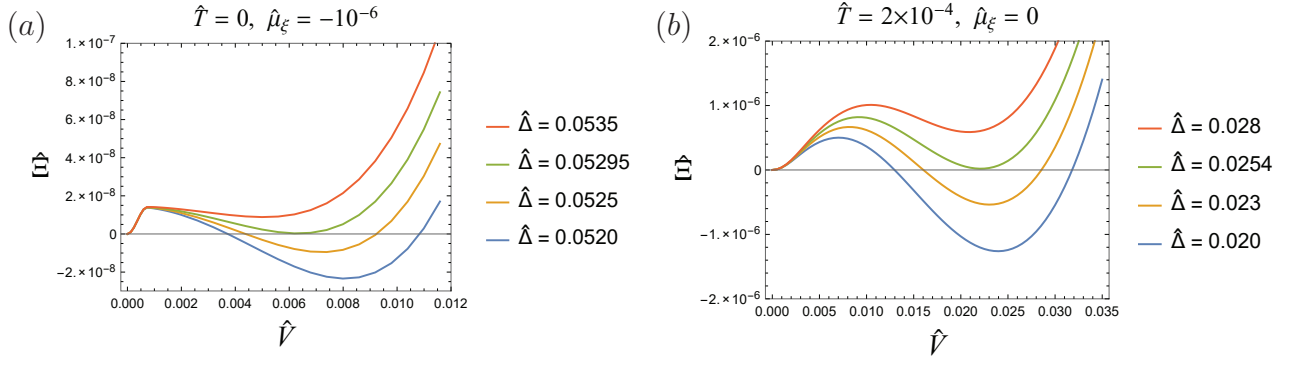 (a)
T̂ = 0, μ̂_ξ = −10⁻⁶
1.×10⁻⁷
8.×10⁻⁸
6.×10⁻⁸
4.×10⁻⁸
2.×10⁻⁸
0
−2.×10⁻⁸
Ξ̂
0.000 0.002 0.004 0.006 0.008 0.010 0.012
V̂
Δ̂ = 0.0535
Δ̂ = 0.05295
Δ̂ = 0.0525
Δ̂ = 0.0520
(b)
T̂ = 2×10⁻⁴, μ̂_ξ = 0
2.×10⁻⁶
1.×10⁻⁶
0
−1.×10⁻⁶
−2.×10⁻⁶
Ξ̂
0.000 0.005 0.010 0.015 0.020 0.025 0.030 0.035
V̂
Δ̂ = 0.028
Δ̂ = 0.0254
Δ̂ = 0.023
Δ̂ = 0.020